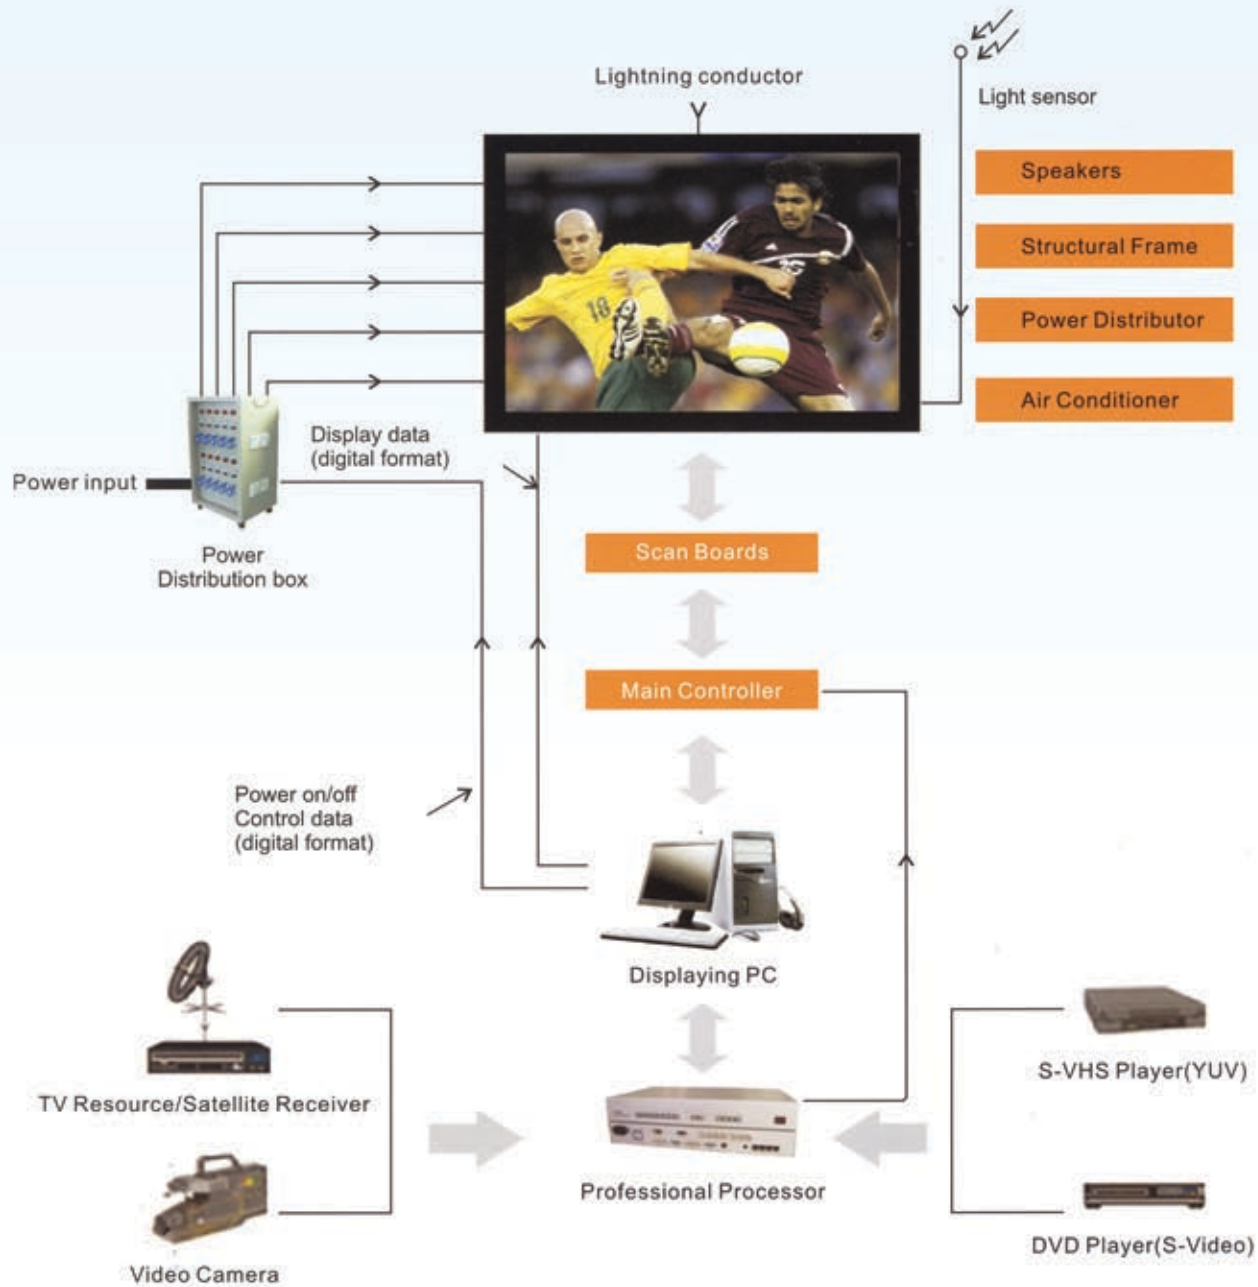 Lightning conductor
Light sensor
Speakers
Structural Frame
Power Distributor
Air Conditioner
18
Display data
(digital format)
Power input
Power
Distribution box
Scan Boards
Main Controller
Power on/off
Control data
(digital format)
Displaying PC
TV Resource/Satellite Receiver
S-VHS Player(YUV)
Professional Processor
Video Camera
DVD Player(S-Video)